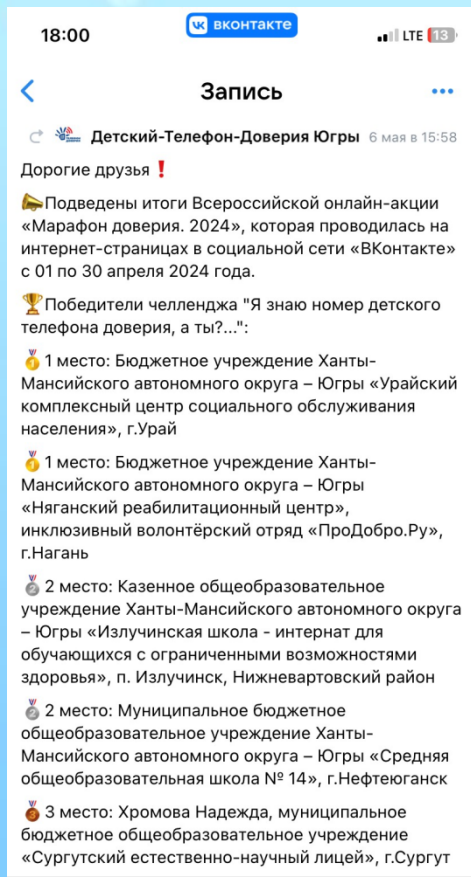 18:00
вконтакте
LTE 13
Запись
Детский-Телефон-Доверия Югры 6 мая в 15:58
Дорогие друзья❗
📣Подведены итоги Всероссийской онлайн-акции
«Марафон доверия. 2024», которая проводилась на
интернет-страницах в социальной сети «ВКонтакте»
с 01 по 30 апреля 2024 года.
🏆Победители челленджа "Я знаю номер детского
телефона доверия, а ты?...":
🥇1 место: Бюджетное учреждение Ханты-
Мансийского автономного округа – Югры «Урайский
комплексный центр социального обслуживания
населения», г.Урай
🥇1 место: Бюджетное учреждение Ханты-
Мансийского автономного округа – Югры
«Няганский реабилитационный центр»,
инклюзивный волонтёрский отряд «ПроДобро.Ру»,
г.Нагань
🥈2 место: Казенное общеобразовательное
учреждение Ханты-Мансийского автономного округа
– Югры «Излучинская школа - интернат для
обучающихся с ограниченными возможностями
здоровья», п. Излучинск, Нижневартовский район
🥈2 место: Муниципальное бюджетное
общеобразовательное учреждение Ханты-
Мансийского автономного округа – Югры «Средняя
общеобразовательная школа № 14», г.Нефтеюганск
🥉3 место: Хромова Надежда, муниципальное
бюджетное общеобразовательное учреждение
«Сургутский естественно-научный лицей», г.Сургут